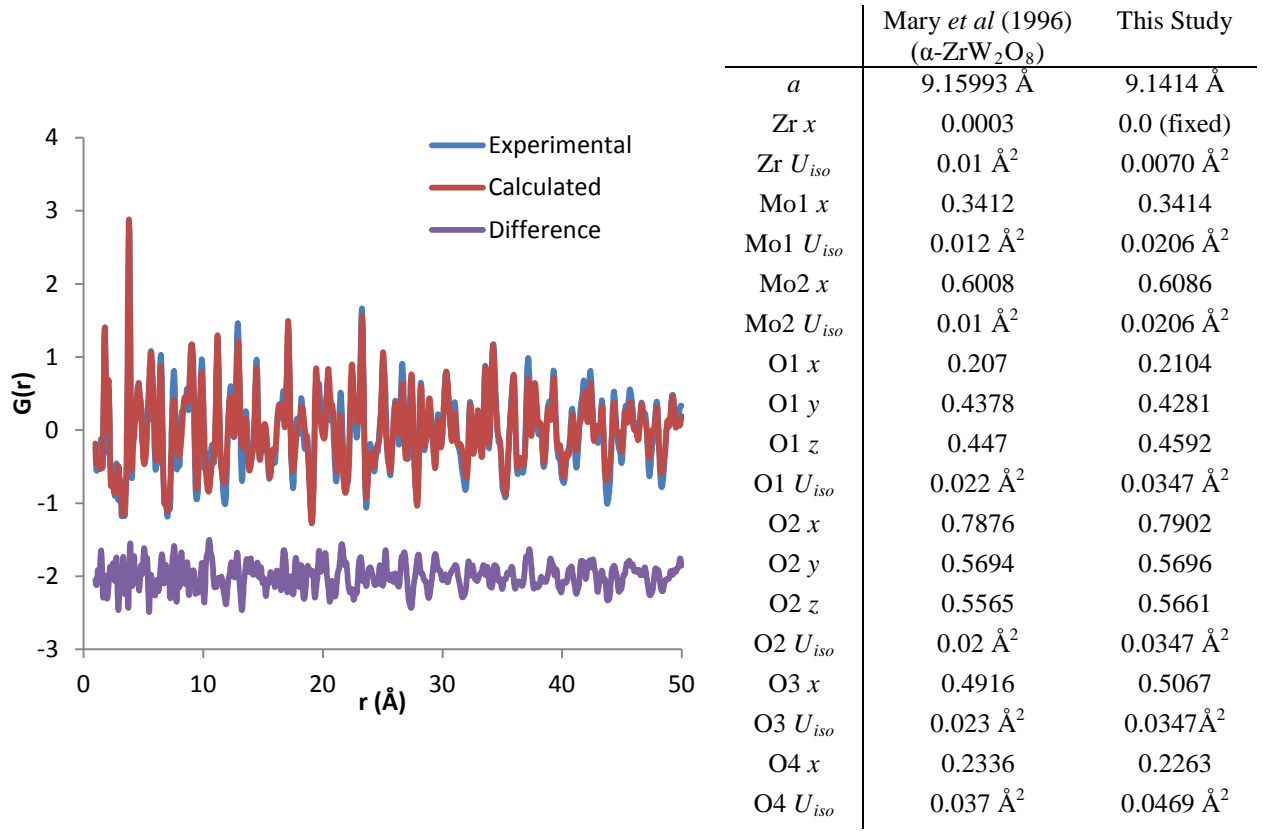 4
3
2
1
0
-1
-2
-3
G(r)
0 10 20 30 40 50
r (Å)
Experimental
Calculated
Difference
Mary et al (1996) This Study
(α-ZrW₂O₈)
a 9.15993 Å 9.1414 Å
Zr x 0.0003 0.0 (fixed)
Zr Uiso 0.01 Å² 0.0070 Å²
Mo1 x 0.3412 0.3414
Mo1 Uiso 0.012 Å² 0.0206 Å²
Mo2 x 0.6008 0.6086
Mo2 Uiso 0.01 Å² 0.0206 Å²
O1 x 0.207 0.2104
O1 y 0.4378 0.4281
O1 z 0.447 0.4592
O1 Uiso 0.022 Å² 0.0347 Å²
O2 x 0.7876 0.7902
O2 y 0.5694 0.5696
O2 z 0.5565 0.5661
O2 Uiso 0.02 Å² 0.0347 Å²
O3 x 0.4916 0.5067
O3 Uiso 0.023 Å² 0.0347Å²
O4 x 0.2336 0.2263
O4 Uiso 0.037 Å² 0.0469 Å²